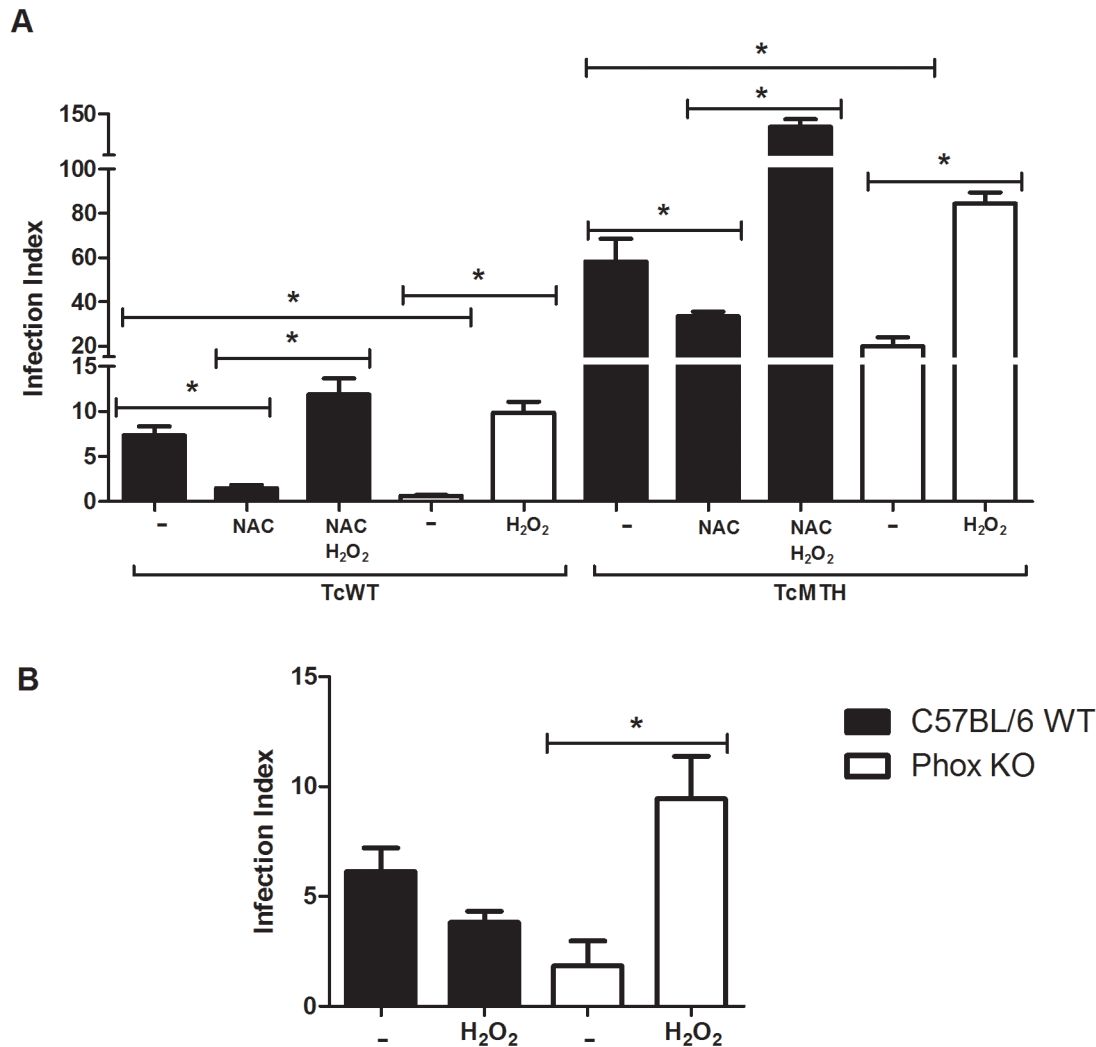 A
Infection Index
150
100
80
60
40
20
15
10
5
0
* * * * * * * *
– NAC NAC – H₂O₂ – NAC NAC – H₂O₂
H₂O₂ H₂O₂
TcWT TcMTH
B
Infection Index
15
10
5
0
*
– H₂O₂ – H₂O₂
C57BL/6 WT
Phox KO